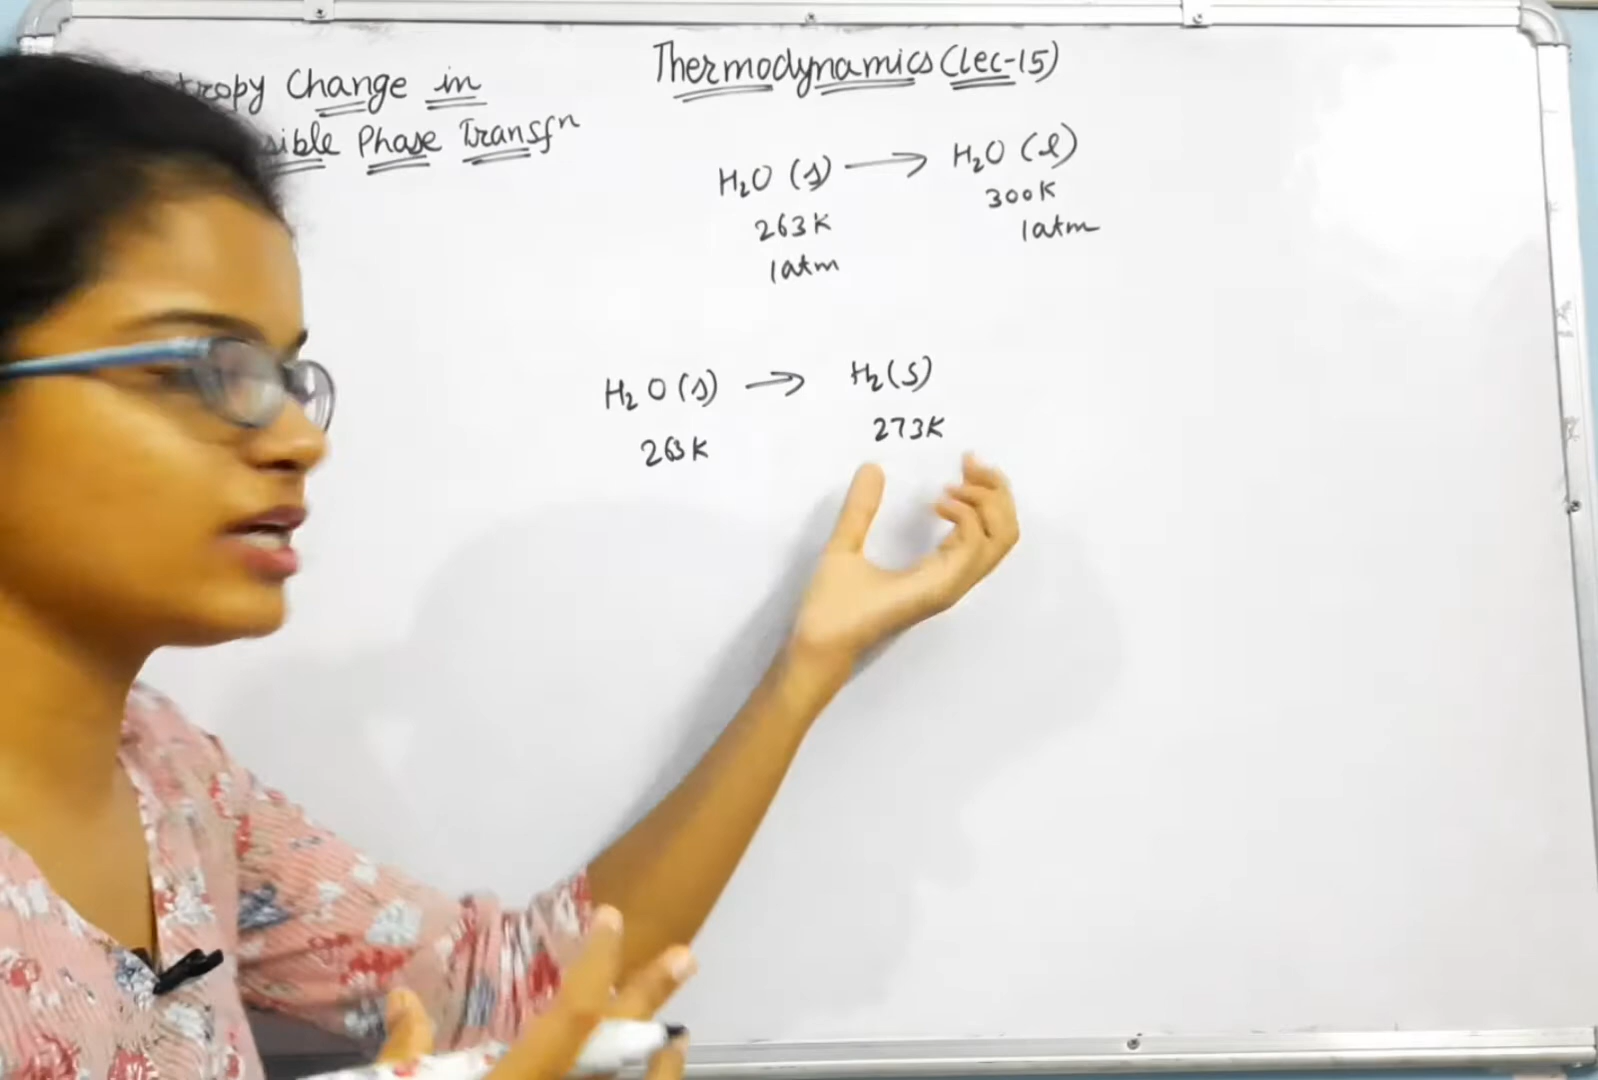 Change in
Phase Transfn
Thermodynamics (Lec-15)
H₂O (s) → H₂O (l)
263K 300K
1atm 1atm
H₂O (s) → H₂(s)
263K 273K